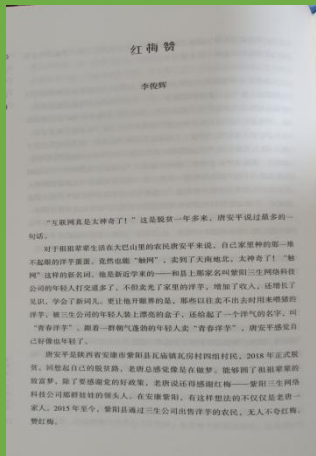 红梅赞
李俊辉
“互联网真是太神奇了！”这是脱贫一年多来，唐安平说过最多的一
句话。
对于祖祖辈辈生活在大巴山里的农民唐安平来说，自己家里种的那一堆
不起眼的洋芋蛋蛋，竟然也能“触网”，卖到了天南地北，太神奇了！“触
网”这样的新名词，他是新近学来的——和县上那家名叫紫阳三生网络科技
公司的年轻人打交道多了，不但卖光了家里的洋芋，增加了收入，还增长了
见识，学会了新词儿。更让他开眼界的是，那些以往卖不出去时用来喂猪的
洋芋，被三生公司的年轻人装上漂亮的盒子，还给起了一个洋气的名字，叫
“青春洋芋”。跟着一群朝气蓬勃的年轻人卖“青春洋芋”，唐安平感觉自
己好像也年轻了。
唐安平是陕西省安康市紫阳县瓦庙镇瓦房村四组村民，2018 年正式脱
贫。回想起自己的脱贫路，老唐总感觉像是在做梦。能够圆了祖祖辈辈的
致富梦，除了要感谢党的好政策，老唐说还得感谢红梅——紫阳三生网络
科技公司那群娃娃的领头人。在安康紫阳，有这样想法的不仅仅是老唐一
家人。2015 年至今，紫阳县通过三生公司出售洋芋的农民，无人不夸红梅、
赞红梅。